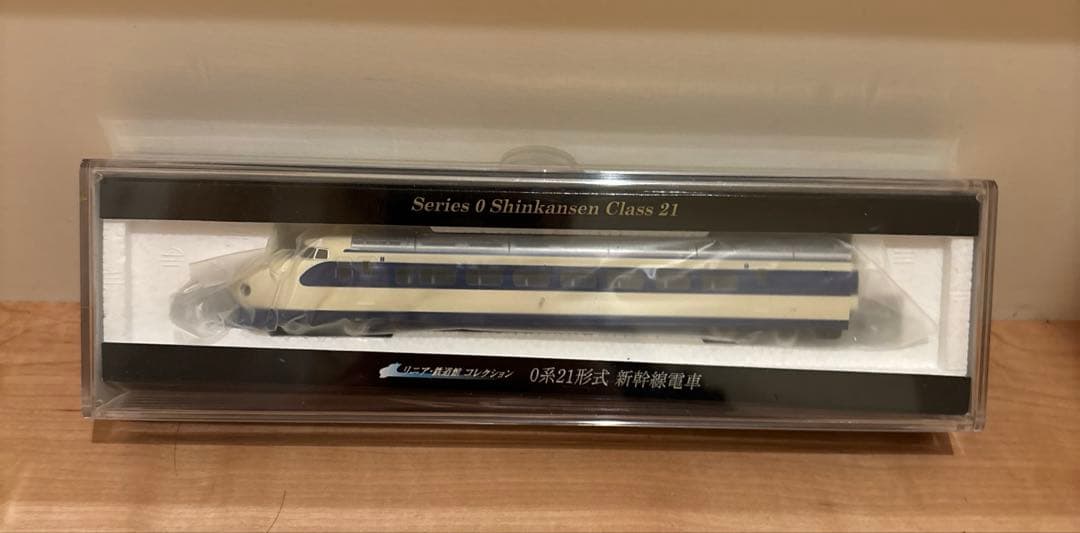 Series 0 Shinkansen Class 21
リニア・鉄道館 コレクション 0系21形式 新幹線電車